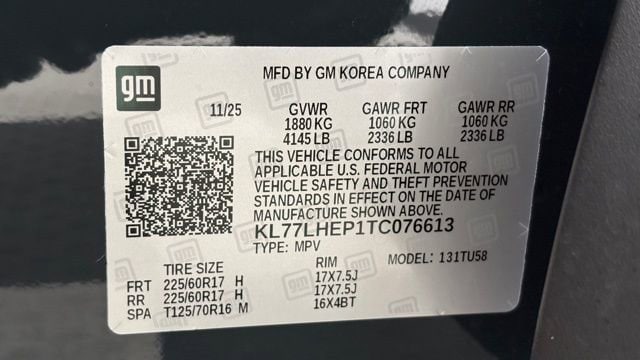 gm
MFD BY GM KOREA COMPANY
11/25 GVWR GAWR FRT GAWR RR
1880 KG 1060 KG 1060 KG
4145 LB 2336 LB 2336 LB
THIS VEHICLE CONFORMS TO ALL
APPLICABLE U.S. FEDERAL MOTOR
VEHICLE SAFETY AND THEFT PREVENTION
STANDARDS IN EFFECT ON THE DATE OF
MANUFACTURE SHOWN ABOVE.
KL77LHEP1TC076613
TYPE: MPV MODEL: 131TU58
TIRE SIZE RIM
FRT 225/60R17 H 17X7.5J
RR 225/60R17 H 17X7.5J
SPA T125/70R16 M 16X4BT